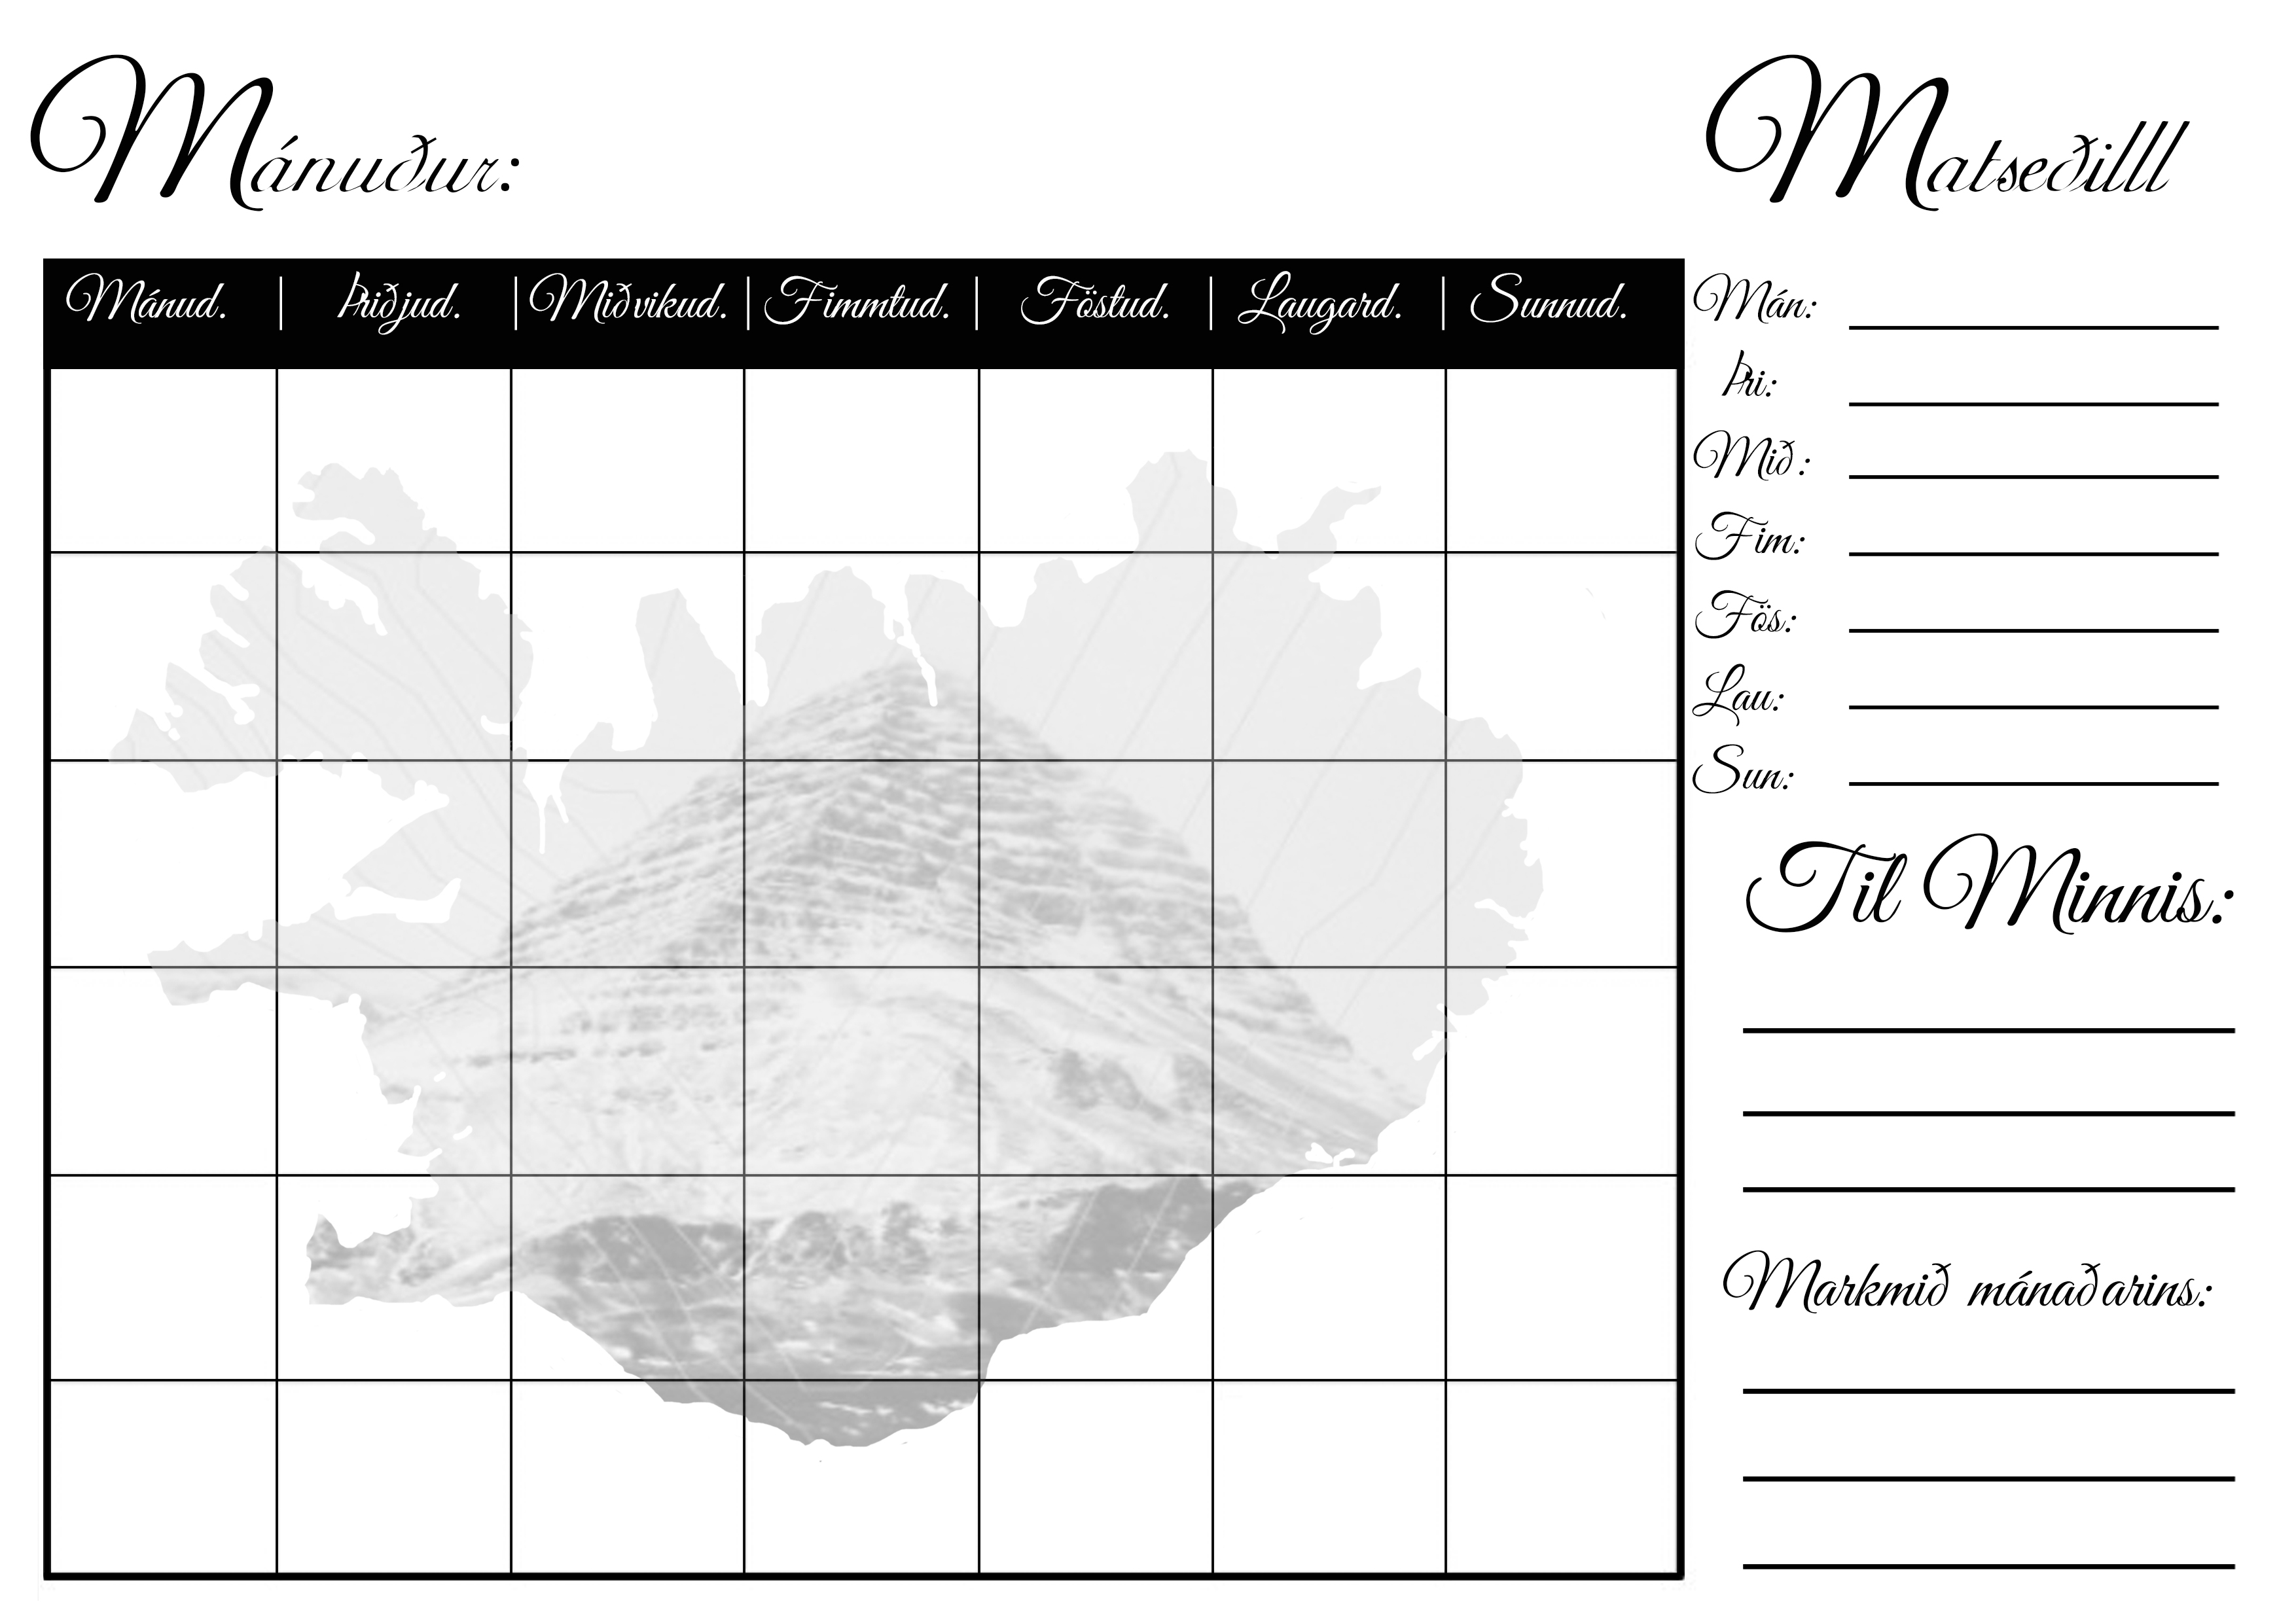 Mánuður:
Matseðilll
Mánud. | Þriðjud. | Miðvikud. | Fimmtud. | Föstud. | Laugard. | Sunnud.
Mán:
Þri:
Mið:
Fim:
Fös:
Lau:
Sun:
Til Minnis:
Markmið mánaðarins: